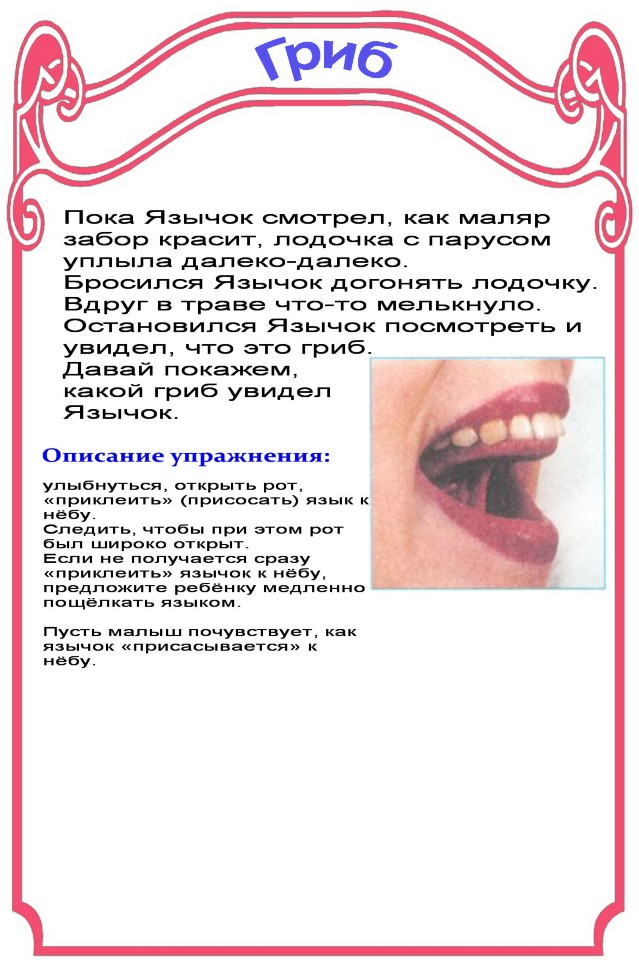 Гриб
Пока Язычок смотрел, как маляр
забор красит, лодочка с парусом
уплыла далеко-далеко.
Бросился Язычок догонять лодочку.
Вдруг в траве что-то мелькнуло.
Остановился Язычок посмотреть и
увидел, что это гриб.
Давай покажем,
какой гриб увидел
Язычок.
Описание упражнения:
улыбнуться, открыть рот,
«приклеить» (присосать) язык к
нёбу.
Следить, чтобы при этом рот
был широко открыт.
Если не получается сразу
«приклеить» язычок к нёбу,
предложите ребёнку медленно
пощёлкать языком.
Пусть малыш почувствует, как
язычок «присасывается» к
нёбу.